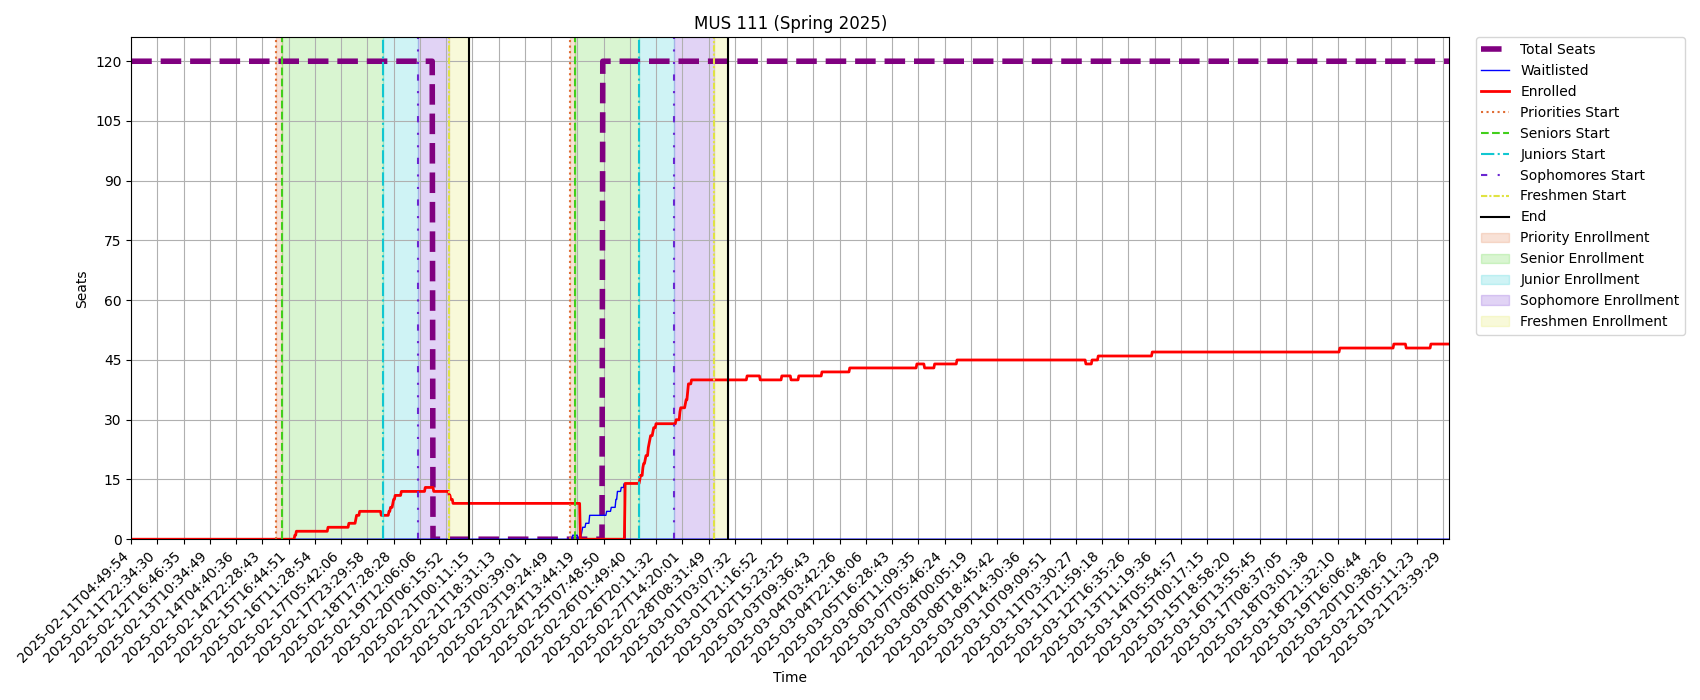 MUS 111 (Spring 2025)
Seats
120
105
90
75
60
45
30
15
0
2025-02-11T04:49:54
2025-02-11T22:34:30
2025-02-12T16:46:35
2025-02-13T10:34:49
2025-02-14T04:40:36
2025-02-14T22:28:43
2025-02-15T16:44:51
2025-02-16T11:28:54
2025-02-17T05:42:06
2025-02-17T23:29:58
2025-02-18T17:28:28
2025-02-19T12:06:06
2025-02-20T06:15:52
2025-02-21T00:11:15
2025-02-21T18:31:13
2025-02-23T00:39:01
2025-02-23T19:24:49
2025-02-24T13:44:19
2025-02-25T07:48:50
2025-02-26T01:49:40
2025-02-26T20:11:32
2025-02-27T14:20:01
2025-02-28T08:31:49
2025-03-01T03:07:32
2025-03-01T21:16:52
2025-03-02T15:23:25
2025-03-03T09:36:43
2025-03-04T03:42:26
2025-03-04T22:18:06
2025-03-05T16:28:43
2025-03-06T11:09:35
2025-03-07T05:46:24
2025-03-08T00:05:19
2025-03-08T18:45:42
2025-03-09T14:30:36
2025-03-10T09:09:51
2025-03-11T03:30:27
2025-03-11T21:59:18
2025-03-12T16:35:26
2025-03-13T11:19:36
2025-03-14T05:54:57
2025-03-15T00:17:15
2025-03-15T18:58:20
2025-03-16T13:55:45
2025-03-17T08:37:05
2025-03-18T03:01:38
2025-03-18T21:32:10
2025-03-19T16:06:44
2025-03-20T10:38:26
2025-03-21T05:11:23
2025-03-21T23:39:29
Time
Total Seats
Waitlisted
Enrolled
Priorities Start
Seniors Start
Juniors Start
Sophomores Start
Freshmen Start
End
Priority Enrollment
Senior Enrollment
Junior Enrollment
Sophomore Enrollment
Freshmen Enrollment